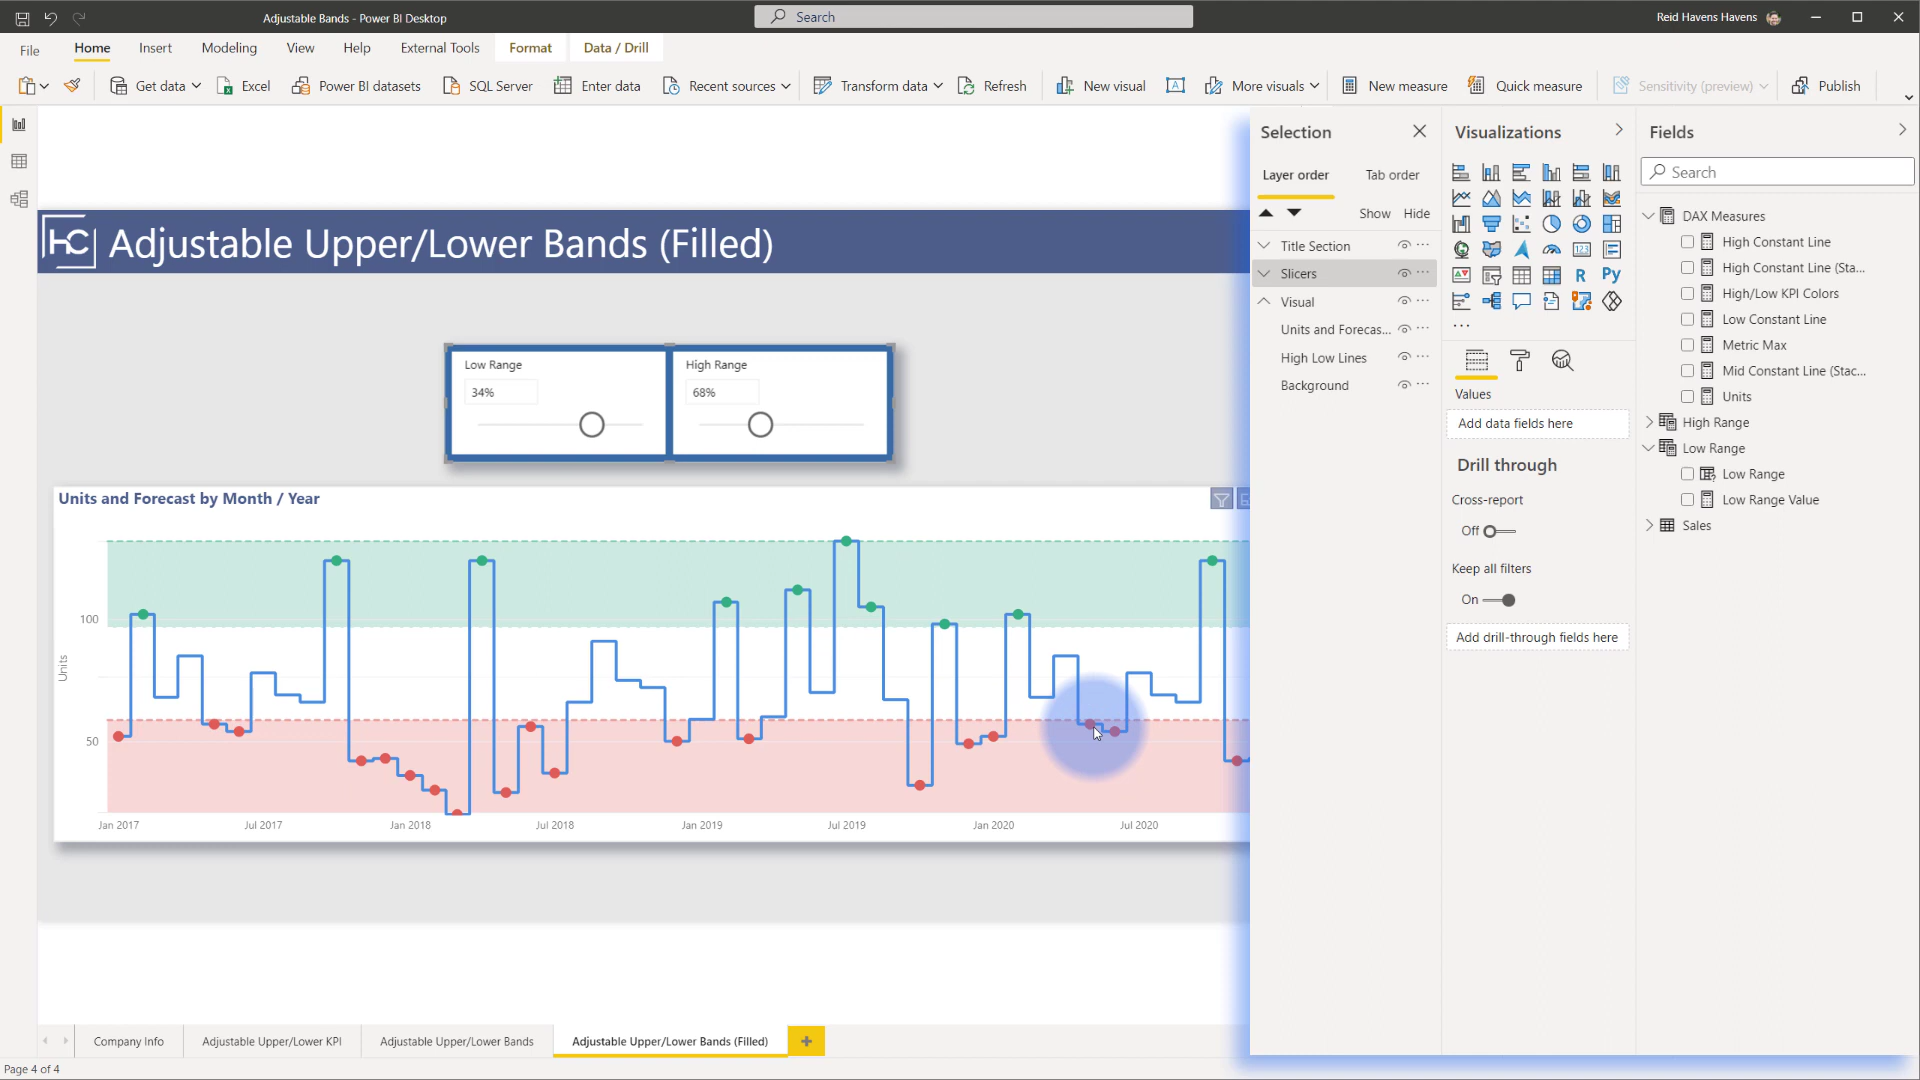 Adjustable Bands - Power BI Desktop
Search
Reid Havens Havens
File
Home
Insert
Modeling
View
Help
External Tools
Format
Data / Drill
Get data
Excel
Power BI datasets
SQL Server
Enter data
Recent sources
Transform data
Refresh
New visual
More visuals
New measure
Quick measure
Sensitivity (preview)
Publish
HC
Adjustable Upper/Lower Bands (Filled)
Low Range
34%
High Range
68%
Units and Forecast by Month / Year
Units
100
50
Jan 2017
Jul 2017
Jan 2018
Jul 2018
Jan 2019
Jul 2019
Jan 2020
Jul 2020
Selection
Layer order
Tab order
Show
Hide
Title Section
Slicers
Visual
Units and Forecas...
High Low Lines
Background
Visualizations
123
R
Py
...
Values
Add data fields here
Drill through
Cross-report
Off
Keep all filters
On
Add drill-through fields here
Fields
Search
DAX Measures
High Constant Line
High Constant Line (Sta...
High/Low KPI Colors
Low Constant Line
Metric Max
Mid Constant Line (Stac...
Units
High Range
Low Range
Low Range
Low Range Value
Sales
Company Info
Adjustable Upper/Lower KPI
Adjustable Upper/Lower Bands
Adjustable Upper/Lower Bands (Filled)
Page 4 of 4